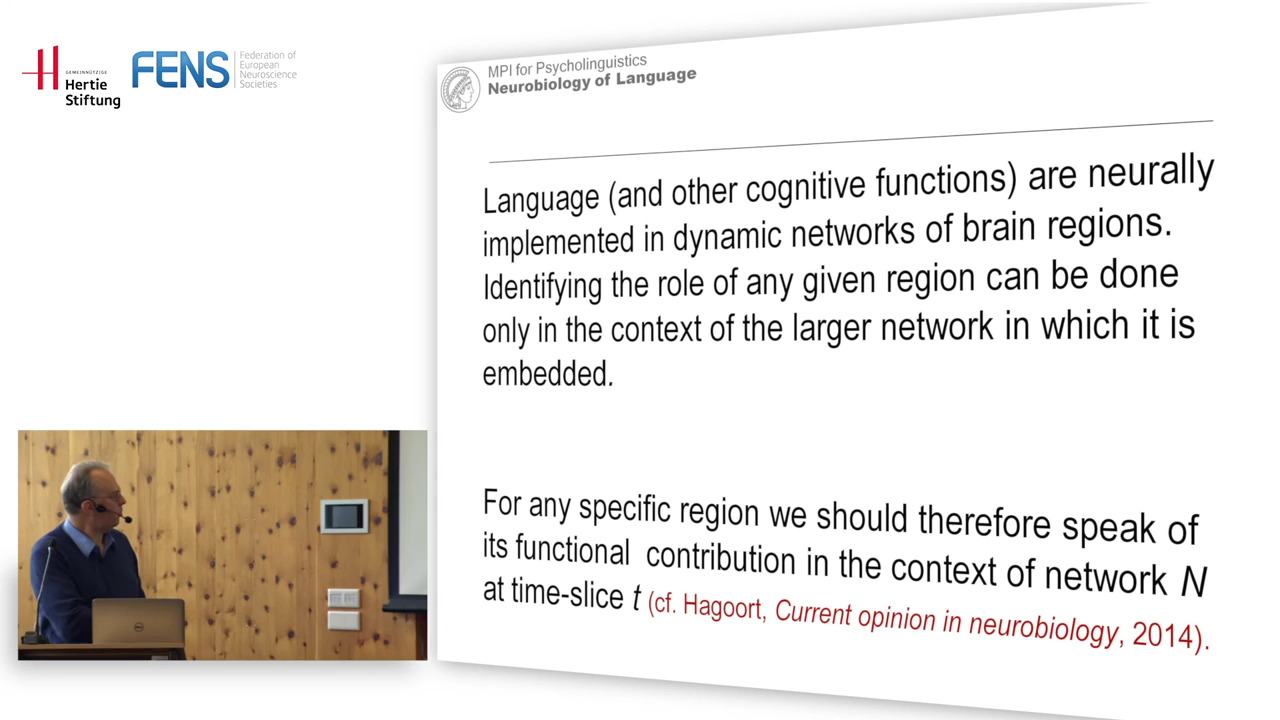 GEMEINNÜTZIGE
Hertie
Stiftung
FENS
Federation of
European
Neuroscience
Societies
MPI for Psycholinguistics
Neurobiology of Language
Language (and other cognitive functions) are neurally
implemented in dynamic networks of brain regions.
Identifying the role of any given region can be done
only in the context of the larger network in which it is
embedded.
For any specific region we should therefore speak of
its functional contribution in the context of network N
at time-slice t (cf. Hagoort, Current opinion in neurobiology, 2014).
DELL